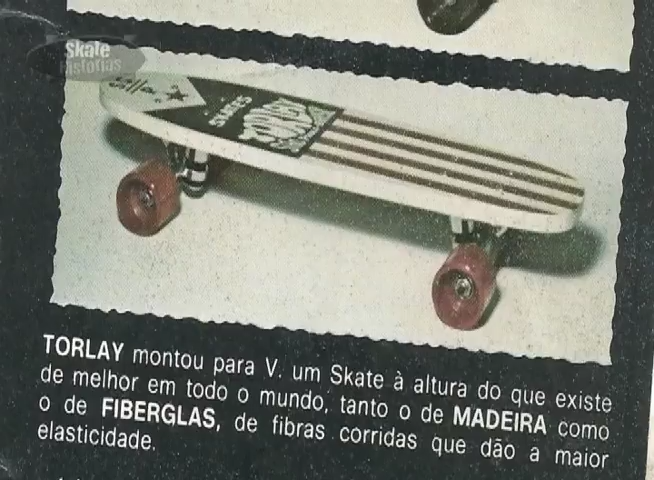 Skate
Histórias
TORLAY montou para V. um Skate à altura do que existe
de melhor em todo o mundo, tanto o de MADEIRA como
o de FIBERGLAS, de fibras corridas que dão a maior
elasticidade.